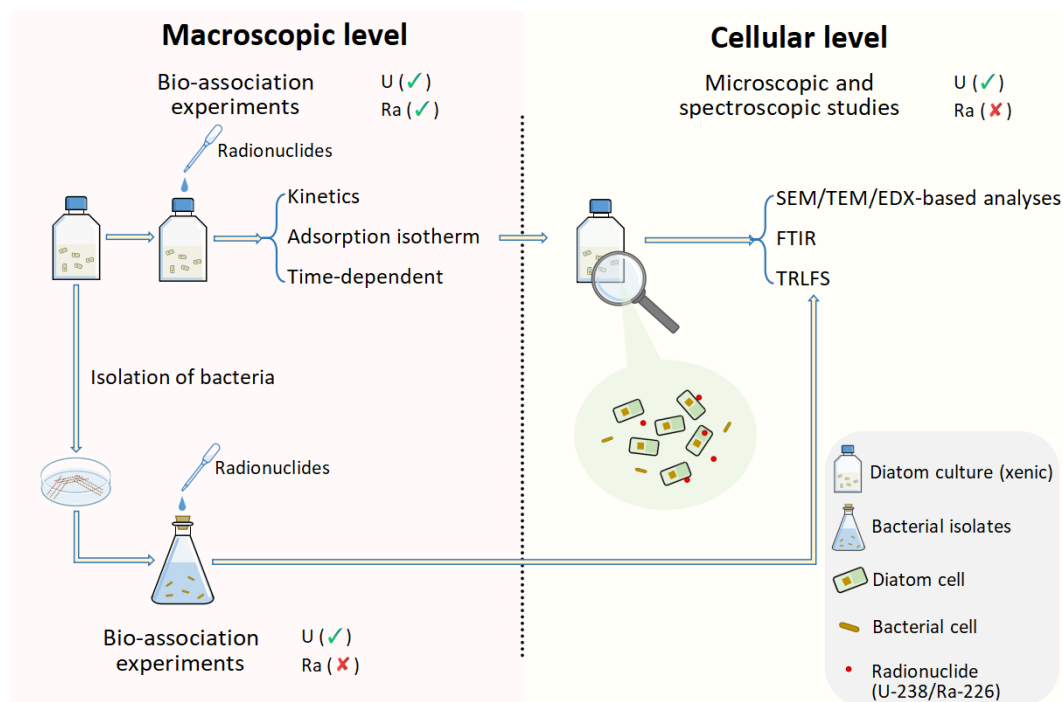 Macroscopic level
Bio-association
experiments
U (✓)
Ra (✓)
Radionuclides
Kinetics
Adsorption isotherm
Time-dependent
Isolation of bacteria
Radionuclides
Bio-association
experiments
U (✓)
Ra (✘)
Cellular level
Microscopic and
spectroscopic studies
U (✓)
Ra (✘)
SEM/TEM/EDX-based analyses
FTIR
TRLFS
Diatom culture (xenic)
Bacterial isolates
Diatom cell
Bacterial cell
Radionuclide
(U-238/Ra-226)